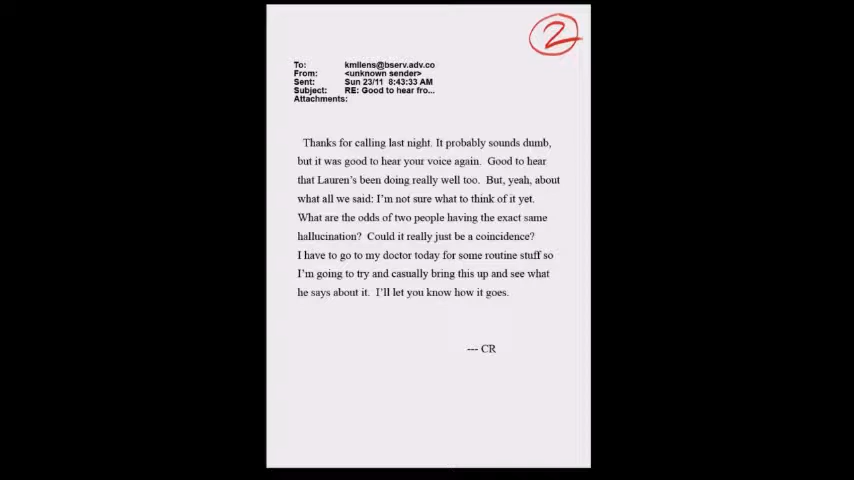 2
To: kmllens@bserv.adv.co
From: <unknown sender>
Sent: Sun 23/11 8:43:33 AM
Subject: RE: Good to hear fro...
Attachments:
Thanks for calling last night. It probably sounds dumb,
but it was good to hear your voice again. Good to hear
that Lauren's been doing really well too. But, yeah, about
what all we said: I'm not sure what to think of it yet.
What are the odds of two people having the exact same
hallucination? Could it really just be a coincidence?
I have to go to my doctor today for some routine stuff so
I'm going to try and casually bring this up and see what
he says about it. I'll let you know how it goes.
--- CR